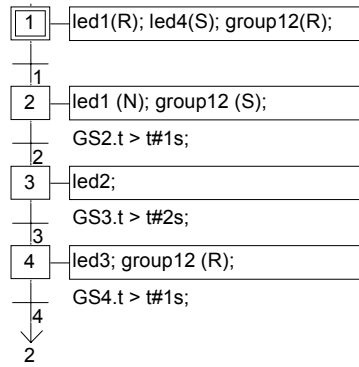 1 led1(R); led4(S); group12(R);
1
2 led1 (N); group12 (S);
GS2.t > t#1s;
2
3 led2;
GS3.t > t#2s;
3
4 led3; group12 (R);
GS4.t > t#1s;
4
2